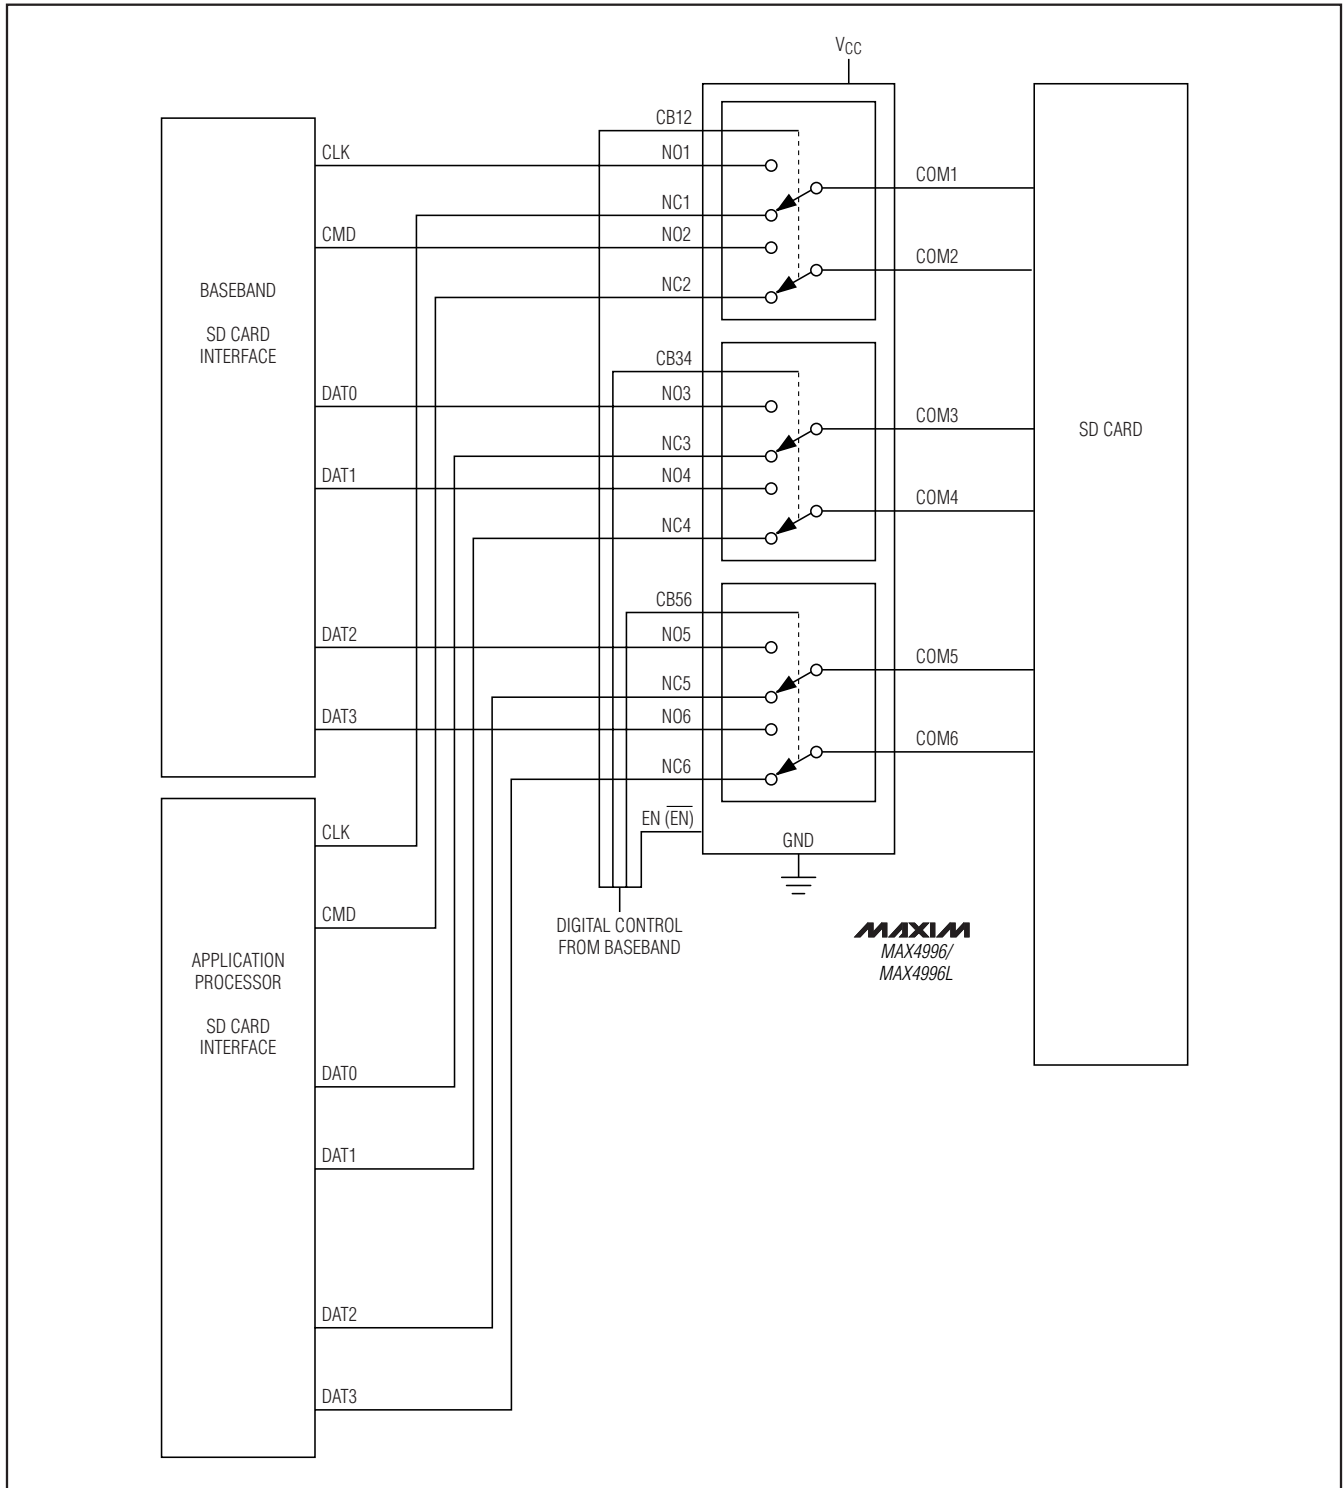 VCC
CB12
CLK
NO1
COM1
NC1
CMD
NO2
COM2
NC2
BASEBAND
SD CARD
INTERFACE
CB34
DAT0
NO3
COM3
SD CARD
NC3
DAT1
NO4
COM4
NC4
CB56
DAT2
NO5
COM5
NC5
DAT3
NO6
COM6
NC6
EN (EN)
GND
CLK
CMD
DIGITAL CONTROL
FROM BASEBAND
MAXIM
MAX4996/
MAX4996L
APPLICATION
PROCESSOR
SD CARD
INTERFACE
DAT0
DAT1
DAT2
DAT3